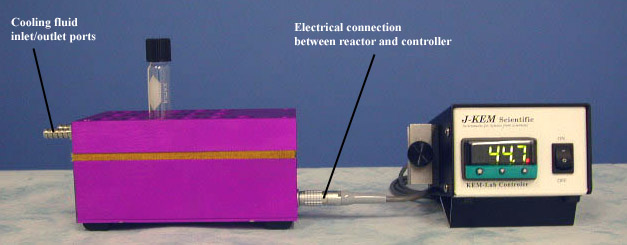 Cooling fluid
inlet/outlet ports
Electrical connection
between reactor and controller
J-KEM Scientific
44.7
ON
OFF
KEM-Lab Controler